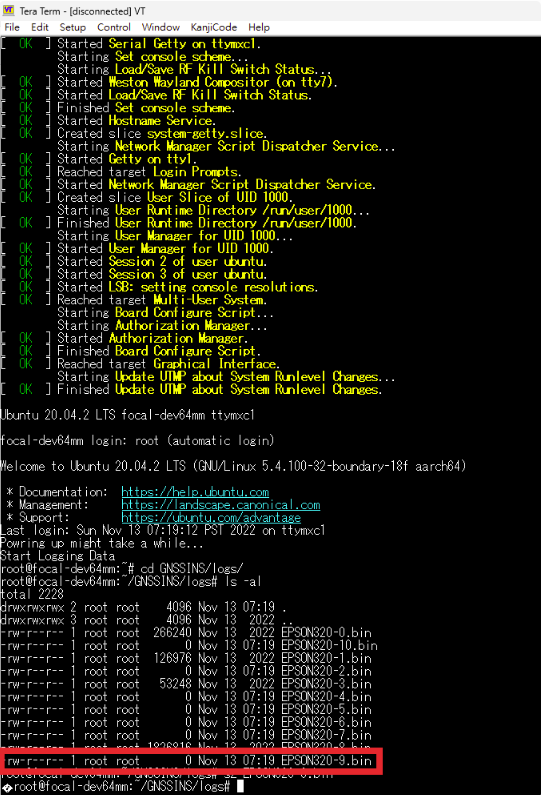 Tera Term - [disconnected] VT
File Edit Setup Control Window KanjiCode Help
[  OK  ] Started Serial Getty on ttymxc1.
Starting Set console scheme...
Starting Load/Save RF Kill Switch Status...
[  OK  ] Started Weston Wayland Compositor (on tty7).
[  OK  ] Started Load/Save RF Kill Switch Status.
[  OK  ] Finished Set console scheme.
[  OK  ] Started Hostname Service.
[  OK  ] Created slice system-getty.slice.
Starting Network Manager Script Dispatcher Service...
[  OK  ] Started Getty on tty1.
[  OK  ] Reached target Login Prompts.
[  OK  ] Started Network Manager Script Dispatcher Service.
[  OK  ] Created slice User Slice of UID 1000.
Starting User Runtime Directory /run/user/1000...
[  OK  ] Finished User Runtime Directory /run/user/1000.
Starting User Manager for UID 1000...
[  OK  ] Started User Manager for UID 1000.
[  OK  ] Started Session 2 of user ubuntu.
[  OK  ] Started Session 3 of user ubuntu.
[  OK  ] Started LSB: setting console resolutions.
[  OK  ] Reached target Multi-User System.
Starting Board Configure Script...
Starting Authorization Manager...
[  OK  ] Started Authorization Manager.
[  OK  ] Finished Board Configure Script.
[  OK  ] Reached target Graphical Interface.
Starting Update UTMP about System Runlevel Changes...
[  OK  ] Finished Update UTMP about System Runlevel Changes.
Ubuntu 20.04.2 LTS focal-dev64mm ttymxc1
focal-dev64mm login: root (automatic login)
Welcome to Ubuntu 20.04.2 LTS (GNU/Linux 5.4.100-32-boundary-18f aarch64)
* Documentation: https://help.ubuntu.com
* Management: https://landscape.canonical.com
* Support: https://ubuntu.com/advantage
Last login: Sun Nov 13 07:19:12 PST 2022 on ttymxc1
Powring up might take a while...
Start Logging Data
root@focal-dev64mm:~# cd GNSSINS/logs/
root@focal-dev64mm:~/GNSSINS/logs# ls -al
total 2228
drwxrwxrwx 2 root root 4096 Nov 13 07:19 .
drwxrwxrwx 3 root root 4096 Nov 13 2022 ..
-rw-r--r-- 1 root root 266240 Nov 13 2022 EPSON320-0.bin
-rw-r--r-- 1 root root 0 Nov 13 07:19 EPSON320-10.bin
-rw-r--r-- 1 root root 126976 Nov 13 2022 EPSON320-1.bin
-rw-r--r-- 1 root root 0 Nov 13 07:19 EPSON320-2.bin
-rw-r--r-- 1 root root 53248 Nov 13 2022 EPSON320-3.bin
-rw-r--r-- 1 root root 0 Nov 13 07:19 EPSON320-4.bin
-rw-r--r-- 1 root root 0 Nov 13 07:19 EPSON320-5.bin
-rw-r--r-- 1 root root 0 Nov 13 07:19 EPSON320-6.bin
-rw-r--r-- 1 root root 0 Nov 13 07:19 EPSON320-7.bin
-rw-r--r-- 1 root root 1826816 Nov 13 2022 EPSON320-8.bin
-rw-r--r-- 1 root root 0 Nov 13 07:19 EPSON320-9.bin
root@focal-dev64mm:~/GNSSINS/logs#
root@focal-dev64mm:~/GNSSINS/logs#